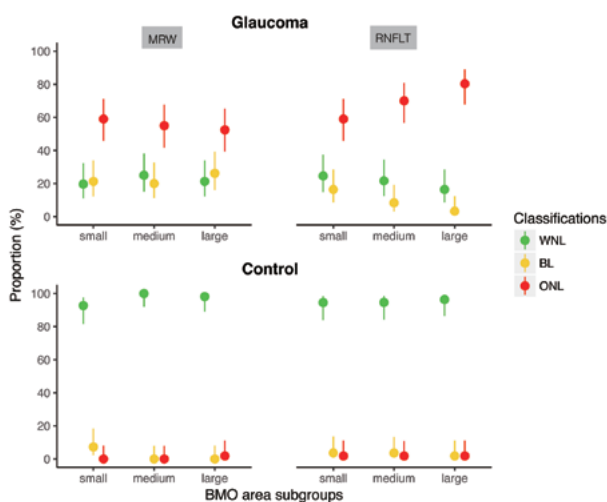 Glaucoma
MRW RNFLT
100
80
60
40
20
0
small medium large small medium large
Control
100
80
60
40
20
0
small medium large small medium large
Proportion (%)
BMO area subgroups
Classifications
WNL
BL
ONL